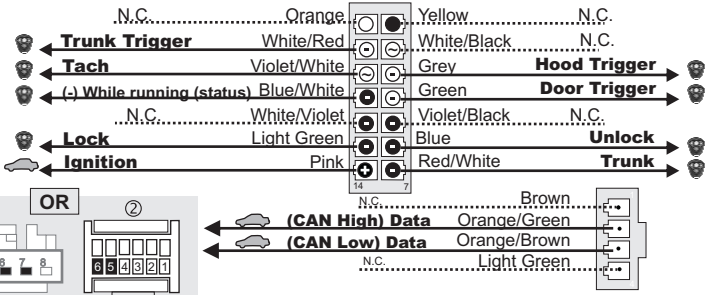 N.C. Orange Yellow N.C.
Trunk Trigger White/Red White/Black N.C.
Tach Violet/White Grey Hood Trigger
(-) While running (status) Blue/White Green Door Trigger
N.C. White/Violet Violet/Black N.C.
Lock Light Green Blue Unlock
Ignition Pink Red/White Trunk
14 7
OR
2
N.C. Brown
(CAN High) Data Orange/Green
(CAN Low) Data Orange/Brown
N.C. Light Green
6 7 8
6 5 4 3 2 1